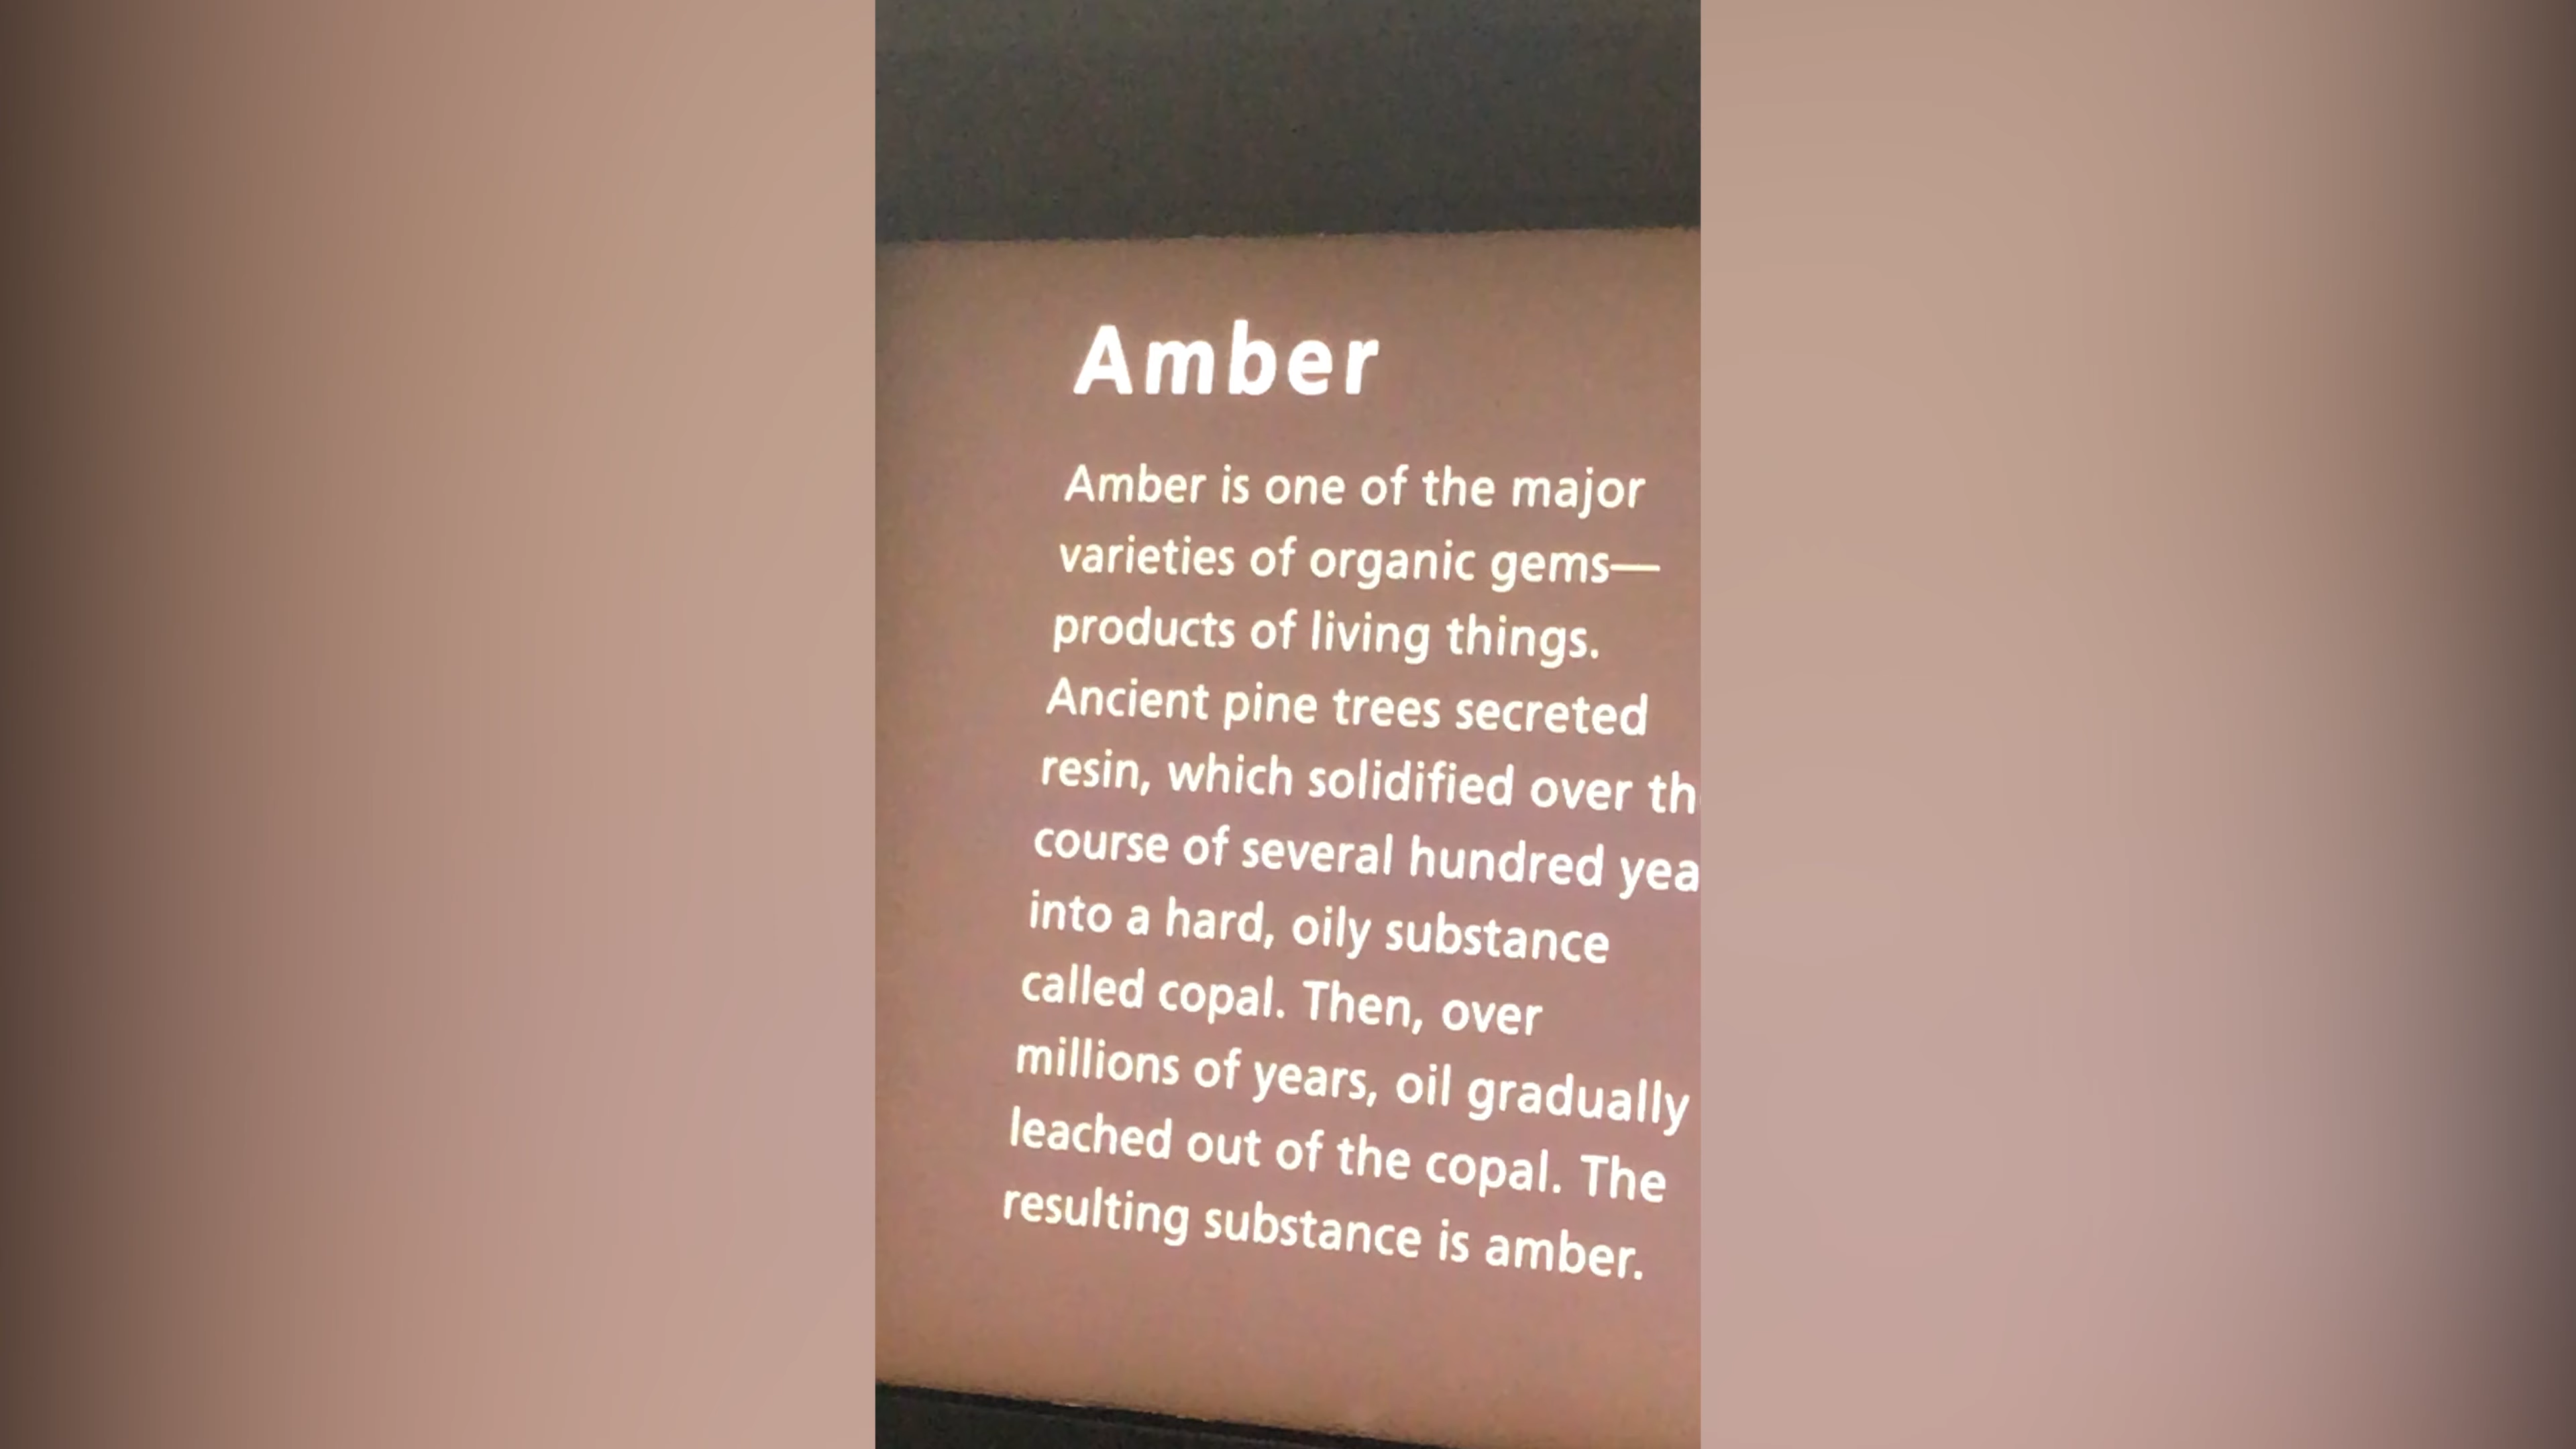 Amber
Amber is one of the major
varieties of organic gems—
products of living things.
Ancient pine trees secreted
resin, which solidified over th
course of several hundred yea
into a hard, oily substance
called copal. Then, over
millions of years, oil gradually
leached out of the copal. The
resulting substance is amber.